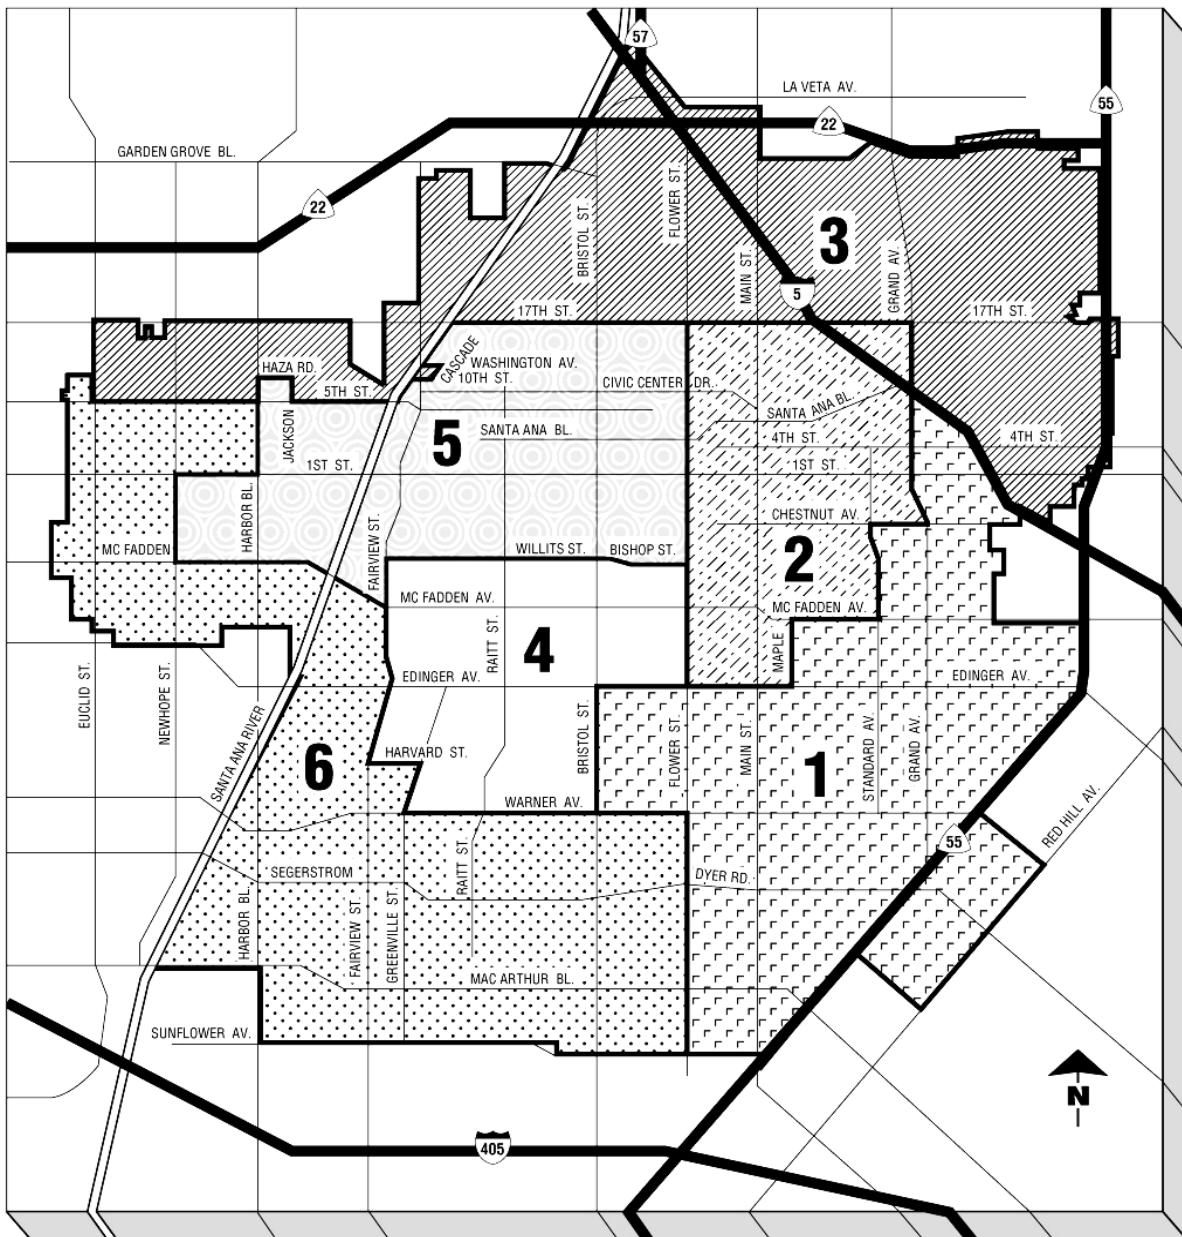 57
LA VETA AV.
55
22
GARDEN GROVE BL.
22
BRISTOL ST.
FLOWER ST.
3
MAIN ST.
GRAND AV.
5
17TH ST.
17TH ST.
CASCADE
WASHINGTON AV.
HAZA RD.
10TH ST.
5TH ST.
CIVIC CENTER DR.
SANTA ANA BL.
JACKSON
5
SANTA ANA BL.
4TH ST.
4TH ST.
1ST ST.
1ST ST.
HARBOR BL.
CHESTNUT AV.
FAIRVIEW ST.
MC FADDEN
WILLITS ST.
BISHOP ST.
2
MC FADDEN AV.
MC FADDEN AV.
RAITT ST.
4
MAPLE
EUCLID ST.
NEWHOPE ST.
EDINGER AV.
EDINGER AV.
SANTA ANA RIVER
BRISTOL ST.
FLOWER ST.
MAIN ST.
STANDARD AV.
GRAND AV.
6
HARVARD ST.
1
WARNER AV.
RED HILL AV.
55
SEGERSTROM
RAITT ST.
DYER RD.
HARBOR BL.
FAIRVIEW ST.
GREENVILLE ST.
MAC ARTHUR BL.
SUNFLOWER AV.
N
405